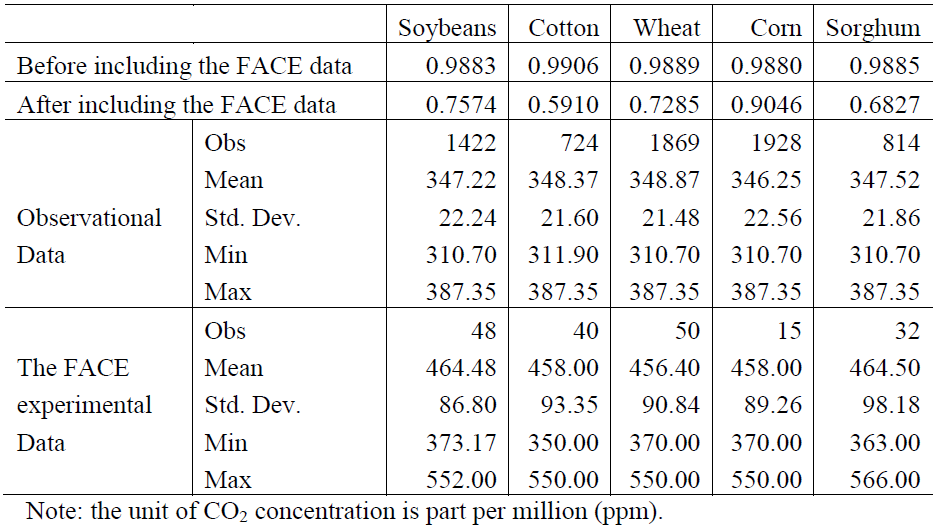 Soybeans Cotton Wheat Corn Sorghum
Before including the FACE data 0.9883 0.9906 0.9889 0.9880 0.9885
After including the FACE data 0.7574 0.5910 0.7285 0.9046 0.6827
Obs 1422 724 1869 1928 814
Mean 347.22 348.37 348.87 346.25 347.52
Observational Std. Dev. 22.24 21.60 21.48 22.56 21.86
Data Min 310.70 311.90 310.70 310.70 310.70
Max 387.35 387.35 387.35 387.35 387.35
Obs 48 40 50 15 32
The FACE Mean 464.48 458.00 456.40 458.00 464.50
experimental Std. Dev. 86.80 93.35 90.84 89.26 98.18
Data Min 373.17 350.00 370.00 370.00 363.00
Max 552.00 550.00 550.00 550.00 566.00
Note: the unit of CO₂ concentration is part per million (ppm).